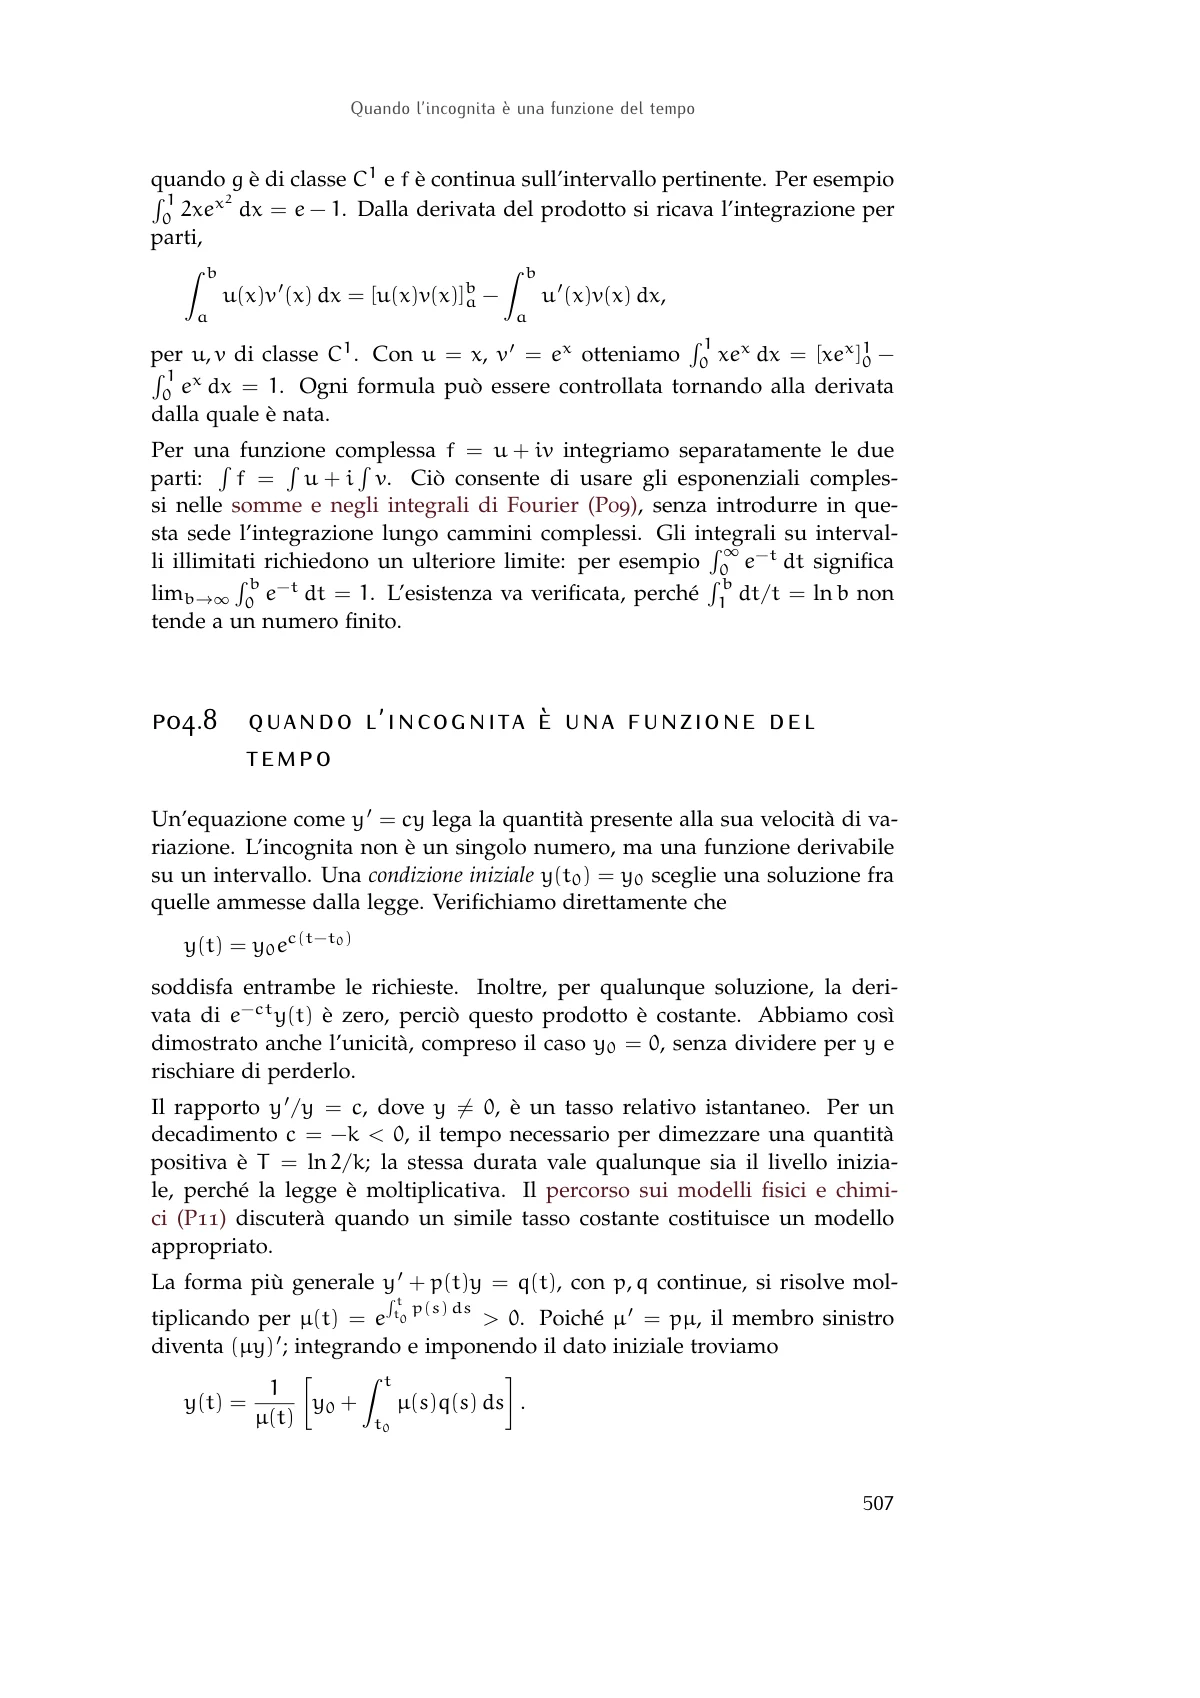 Quando l'incognita è una funzione del tempo
quando g è di classe C¹ e f è continua sull'intervallo pertinente. Per esempio
∫₀¹ 2xe^{x²} dx = e − 1. Dalla derivata del prodotto si ricava l'integrazione per
parti,
∫_a^b u(x)v′(x) dx = [u(x)v(x)]_a^b − ∫_a^b u′(x)v(x) dx,
per u, v di classe C¹. Con u = x, v′ = e^x otteniamo ∫₀¹ xe^x dx = [xe^x]₀¹ −
∫₀¹ e^x dx = 1. Ogni formula può essere controllata tornando alla derivata
dalla quale è nata.
Per una funzione complessa f = u + iv integriamo separatamente le due
parti: ∫ f = ∫ u + i ∫ v. Ciò consente di usare gli esponenziali comples-
si nelle somme e negli integrali di Fourier (P09), senza introdurre in que-
sta sede l'integrazione lungo cammini complessi. Gli integrali su interval-
li illimitati richiedono un ulteriore limite: per esempio ∫₀^∞ e^{−t} dt significa
lim_{b→∞} ∫₀^b e^{−t} dt = 1. L'esistenza va verificata, perché ∫₁^b dt/t = ln b non
tende a un numero finito.
P04.8 QUANDO L'INCOGNITA È UNA FUNZIONE DEL
TEMPO
Un'equazione come y′ = cy lega la quantità presente alla sua velocità di va-
riazione. L'incognita non è un singolo numero, ma una funzione derivabile
su un intervallo. Una condizione iniziale y(t₀) = y₀ sceglie una soluzione fra
quelle ammesse dalla legge. Verifichiamo direttamente che
y(t) = y₀e^{c(t−t₀)}
soddisfa entrambe le richieste. Inoltre, per qualunque soluzione, la deri-
vata di e^{−ct}y(t) è zero, perciò questo prodotto è costante. Abbiamo così
dimostrato anche l'unicità, compreso il caso y₀ = 0, senza dividere per y e
rischiare di perderlo.
Il rapporto y′/y = c, dove y ≠ 0, è un tasso relativo istantaneo. Per un
decadimento c = −k < 0, il tempo necessario per dimezzare una quantità
positiva è T = ln 2/k; la stessa durata vale qualunque sia il livello inizia-
le, perché la legge è moltiplicativa. Il percorso sui modelli fisici e chimi-
ci (P11) discuterà quando un simile tasso costante costituisce un modello
appropriato.
La forma più generale y′ + p(t)y = q(t), con p, q continue, si risolve mol-
tiplicando per μ(t) = e^{∫_{t₀}^t p(s) ds} > 0. Poiché μ′ = pμ, il membro sinistro
diventa (μy)′; integrando e imponendo il dato iniziale troviamo
y(t) = 1/μ(t) [y₀ + ∫_{t₀}^t μ(s)q(s) ds].
507